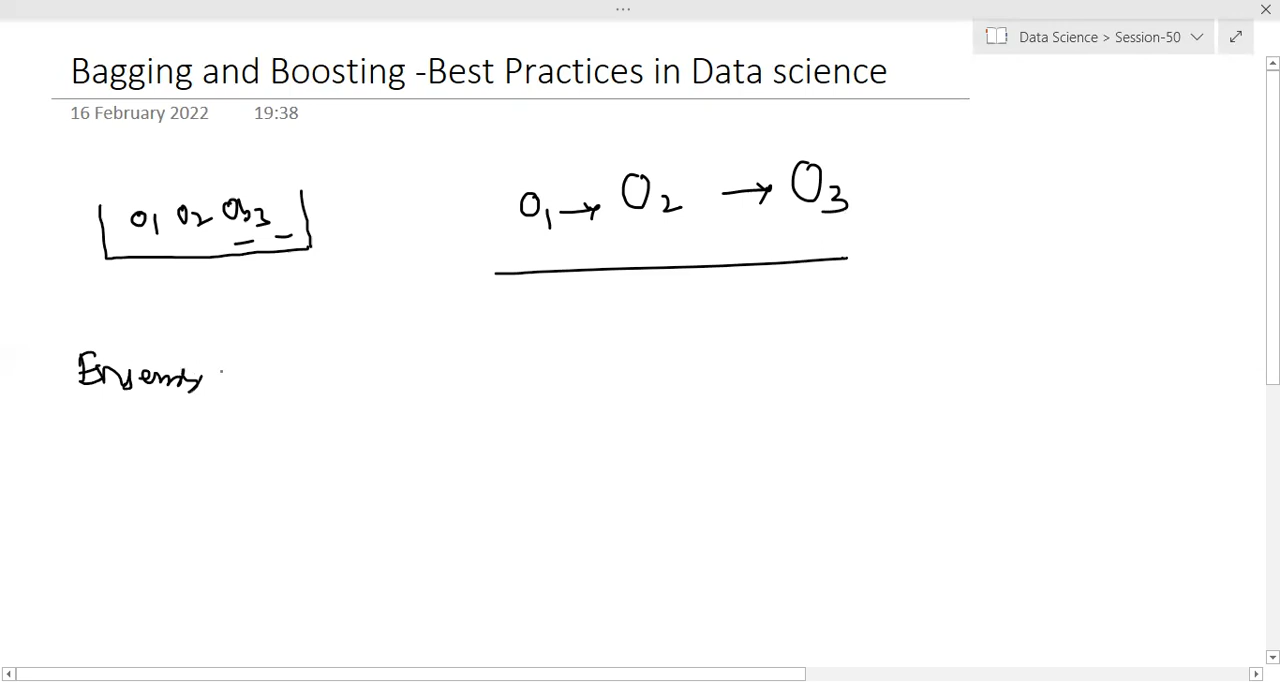 Data Science > Session-50
Bagging and Boosting -Best Practices in Data science
16 February 2022 19:38
O1 O2 O3
O1 → O2 → O3